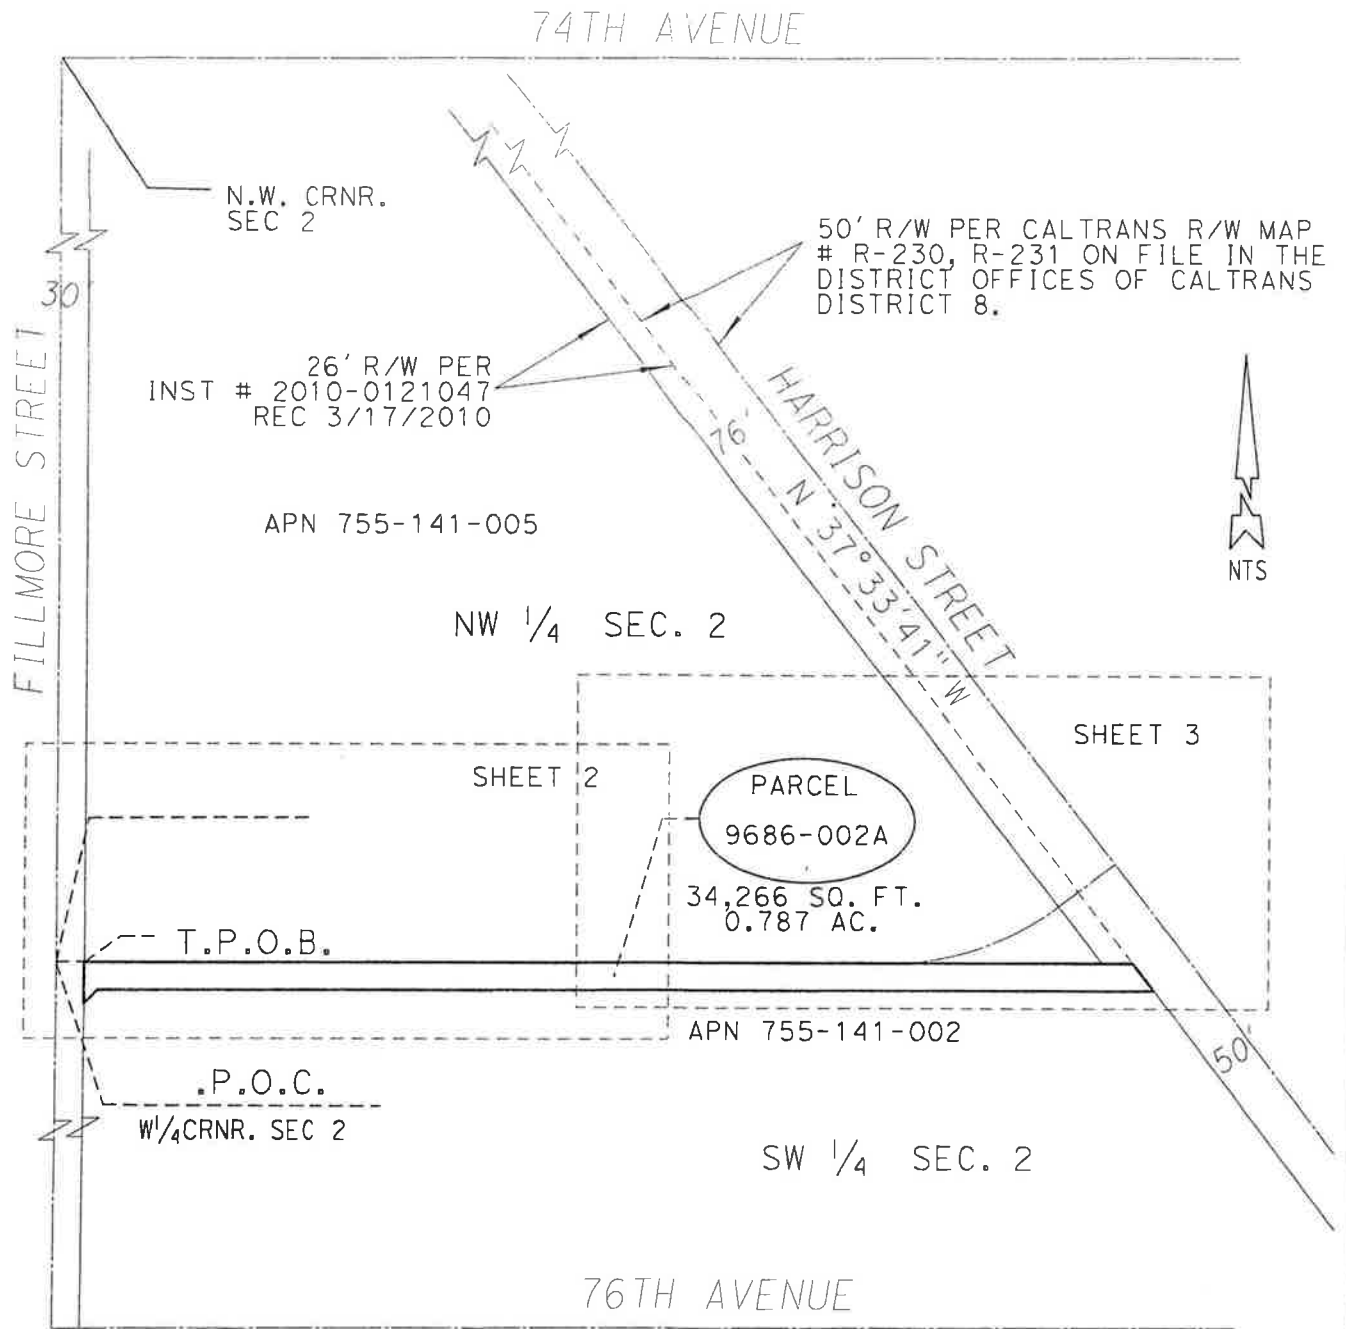 74TH AVENUE
N.W. CRNR.
SEC 2
50' R/W PER CALTRANS R/W MAP
# R-230, R-231 ON FILE IN THE
DISTRICT OFFICES OF CALTRANS
DISTRICT 8.
30'
26' R/W PER
INST # 2010-0121047
REC 3/17/2010
FILLMORE STREET
HARRISON STREET
76'
N 37°33'41" W
NTS
APN 755-141-005
NW 1/4 SEC. 2
SHEET 3
SHEET 2
PARCEL
9686-002A
34,266 SQ. FT.
0.787 AC.
T.P.O.B.
APN 755-141-002
50'
.P.O.C.
W1/4CRNR. SEC 2
SW 1/4 SEC. 2
76TH AVENUE